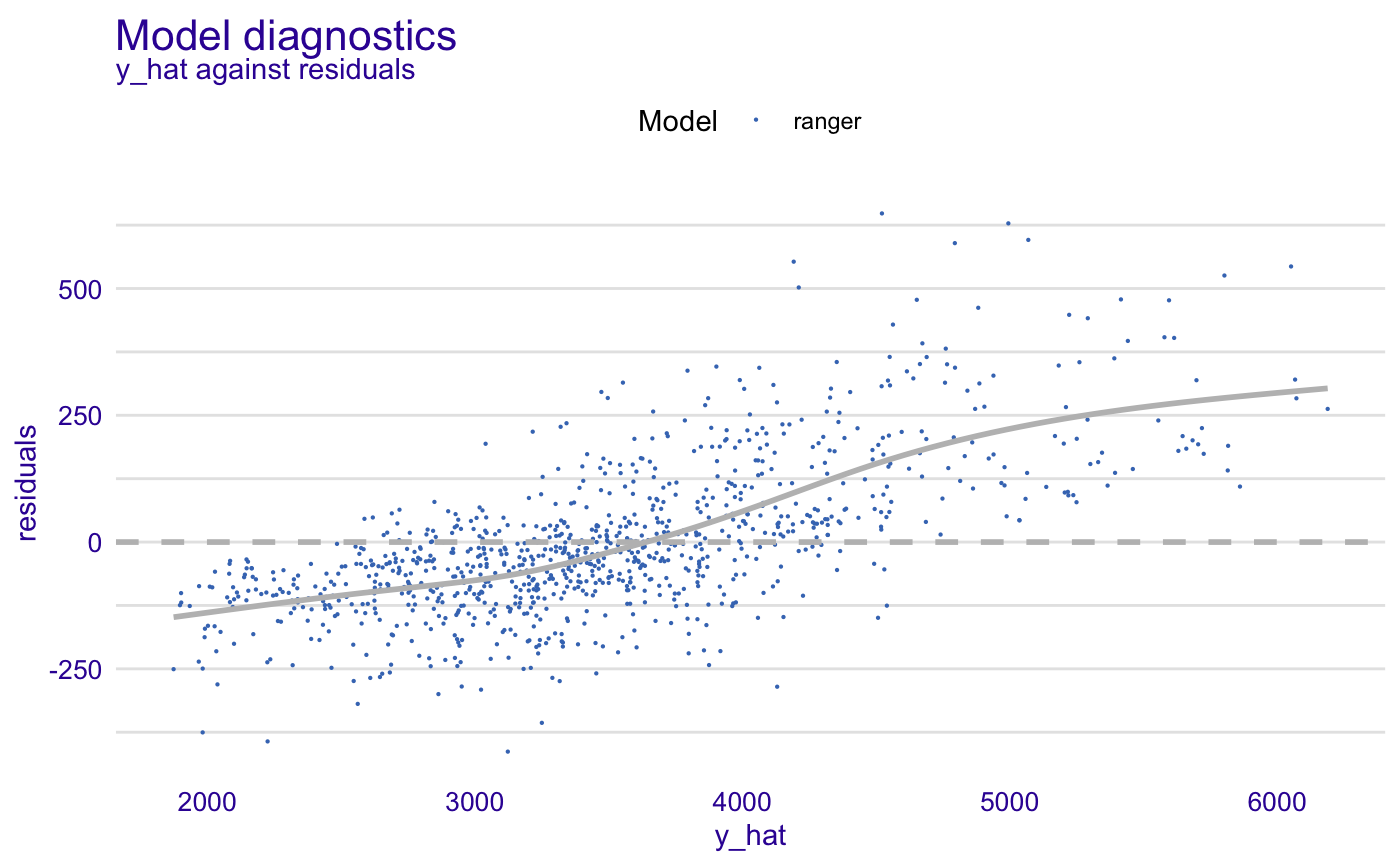 Model diagnostics
y_hat against residuals
Model ranger
residuals
500
250
0
-250
2000 3000 4000 5000 6000
y_hat